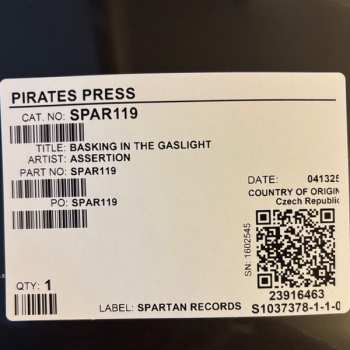 PIRATES PRESS
CAT. NO: SPAR119
TITLE: BASKING IN THE GASLIGHT
ARTIST: ASSERTION
PART NO: SPAR119
DATE: 041325
COUNTRY OF ORIGIN
Czech Republic
PO: SPAR119
SN: 1602545
QTY: 1
23916463
LABEL: SPARTAN RECORDS
S1037378-1-1-0